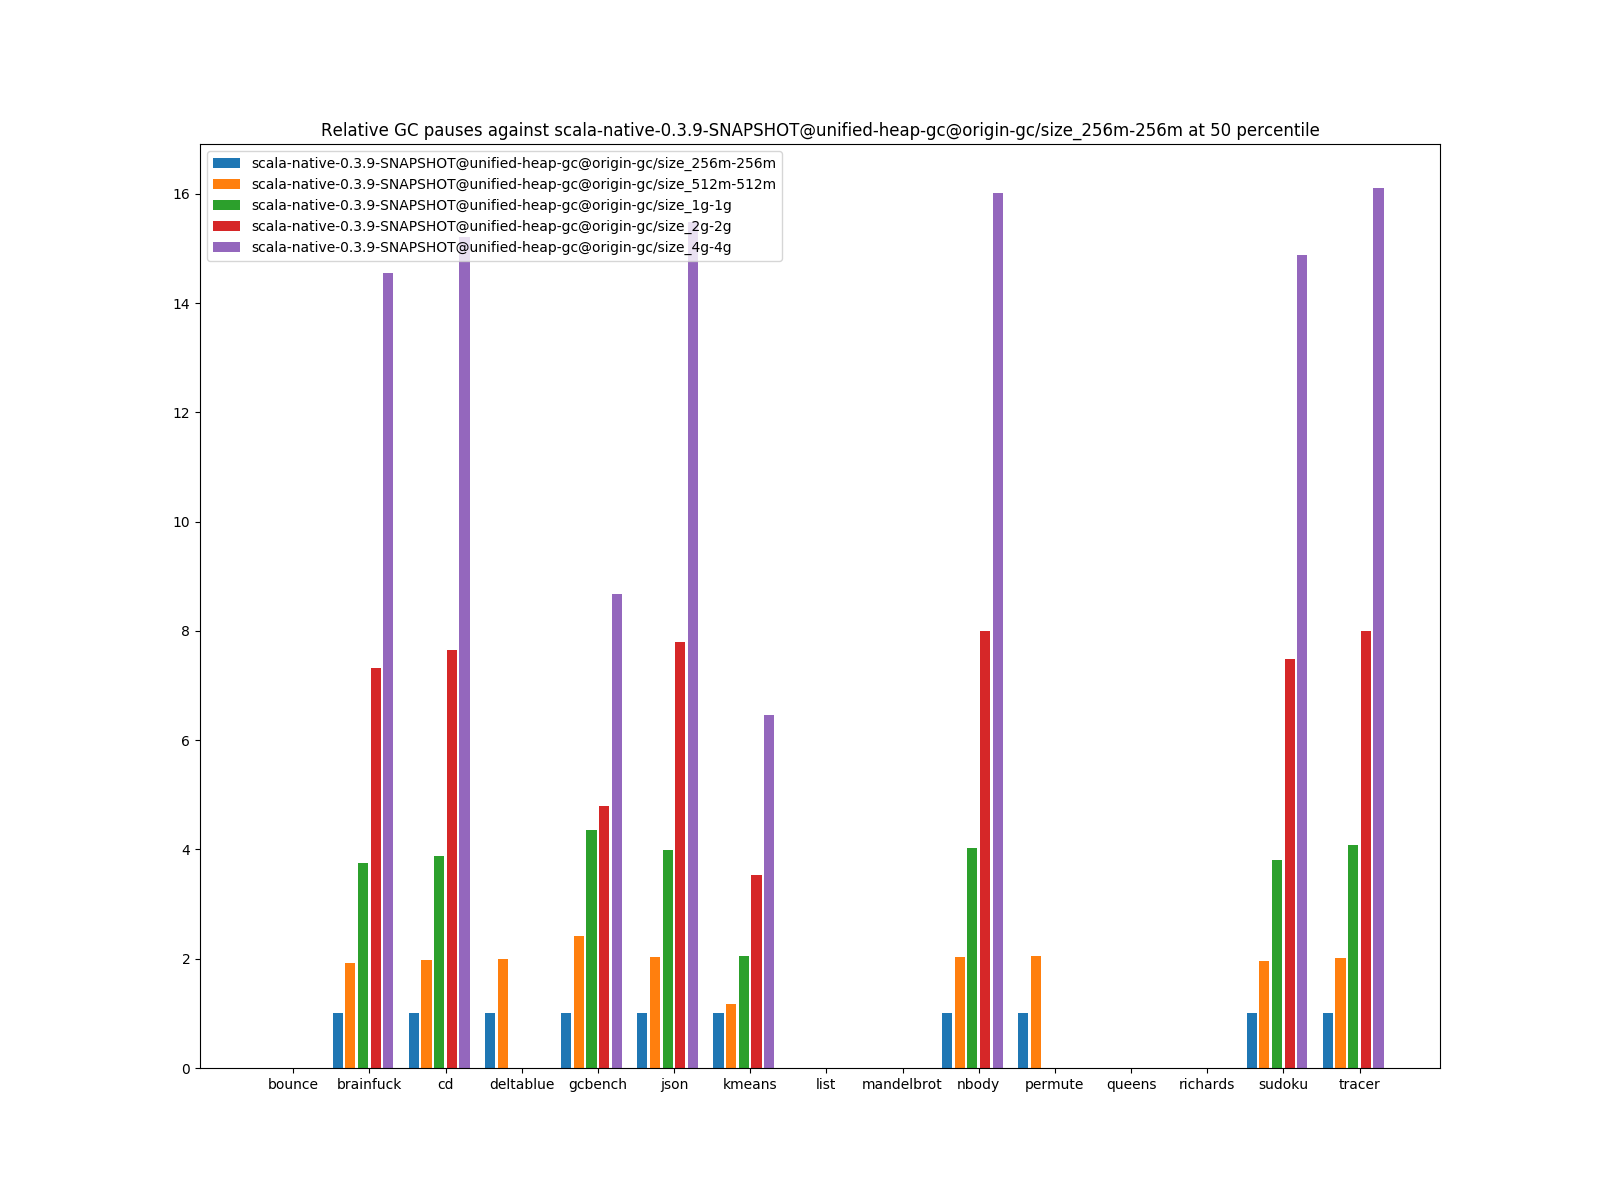 Relative GC pauses against scala-native-0.3.9-SNAPSHOT@unified-heap-gc@origin-gc/size_256m-256m at 50 percentile
scala-native-0.3.9-SNAPSHOT@unified-heap-gc@origin-gc/size_256m-256m
scala-native-0.3.9-SNAPSHOT@unified-heap-gc@origin-gc/size_512m-512m
scala-native-0.3.9-SNAPSHOT@unified-heap-gc@origin-gc/size_1g-1g
scala-native-0.3.9-SNAPSHOT@unified-heap-gc@origin-gc/size_2g-2g
scala-native-0.3.9-SNAPSHOT@unified-heap-gc@origin-gc/size_4g-4g
16
14
12
10
8
6
4
2
0
bounce brainfuck cd deltablue gcbench json kmeans list mandelbrot nbody permute queens richards sudoku tracer